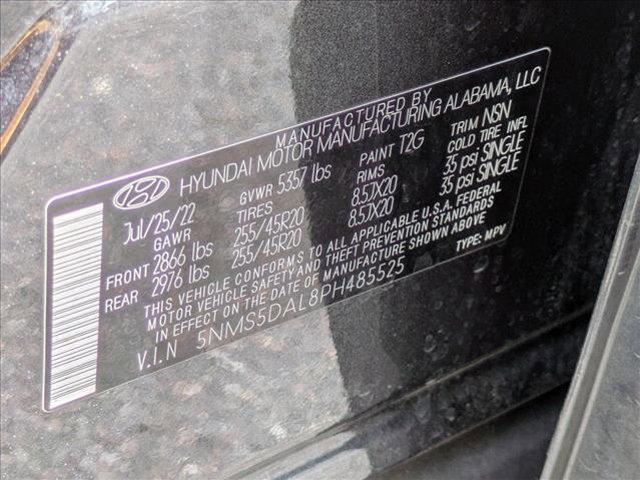 MANUFACTURED BY
HYUNDAI MOTOR MANUFACTURING ALABAMA, LLC
Jul/25/22 GVWR 5357 lbs PAINT T2G TRIM NSN
GAWR TIRES RIMS COLD TIRE INFL
FRONT 2866 lbs 255/45R20 8.5JX20 35 psi SINGLE
REAR 2976 lbs 255/45R20 8.5JX20 35 psi SINGLE
THIS VEHICLE CONFORMS TO ALL APPLICABLE U.S.A. FEDERAL
MOTOR VEHICLE SAFETY AND THEFT PREVENTION STANDARDS
IN EFFECT ON THE DATE OF MANUFACTURE SHOWN ABOVE
V.I.N 5NMS5DAL8PH485525 TYPE: MPV